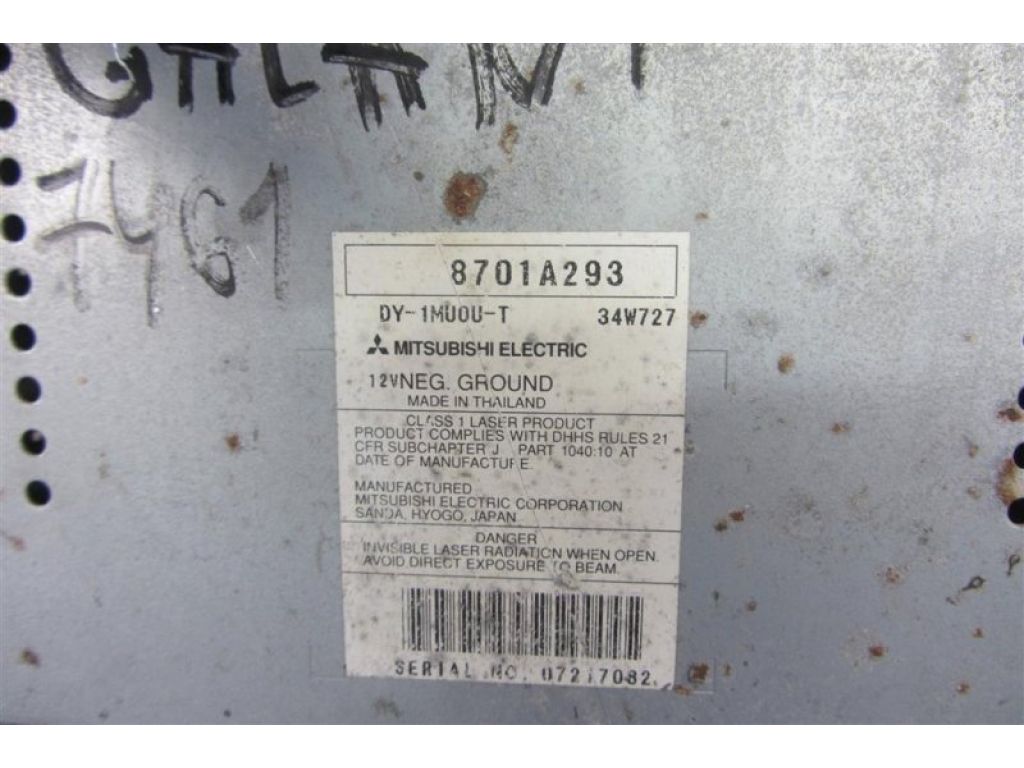 GALANT
7461
8701A293
DY-1MU0U-T 34W727
MITSUBISHI ELECTRIC
12V NEG. GROUND
MADE IN THAILAND
CLASS 1 LASER PRODUCT
PRODUCT COMPLIES WITH DHHS RULES 21
CFR SUBCHAPTER J PART 1040:10 AT
DATE OF MANUFACTURE.
MANUFACTURED
MITSUBISHI ELECTRIC CORPORATION
SANDA, HYOGO, JAPAN
DANGER
INVISIBLE LASER RADIATION WHEN OPEN.
AVOID DIRECT EXPOSURE TO BEAM.
SERIAL NO. 07217082